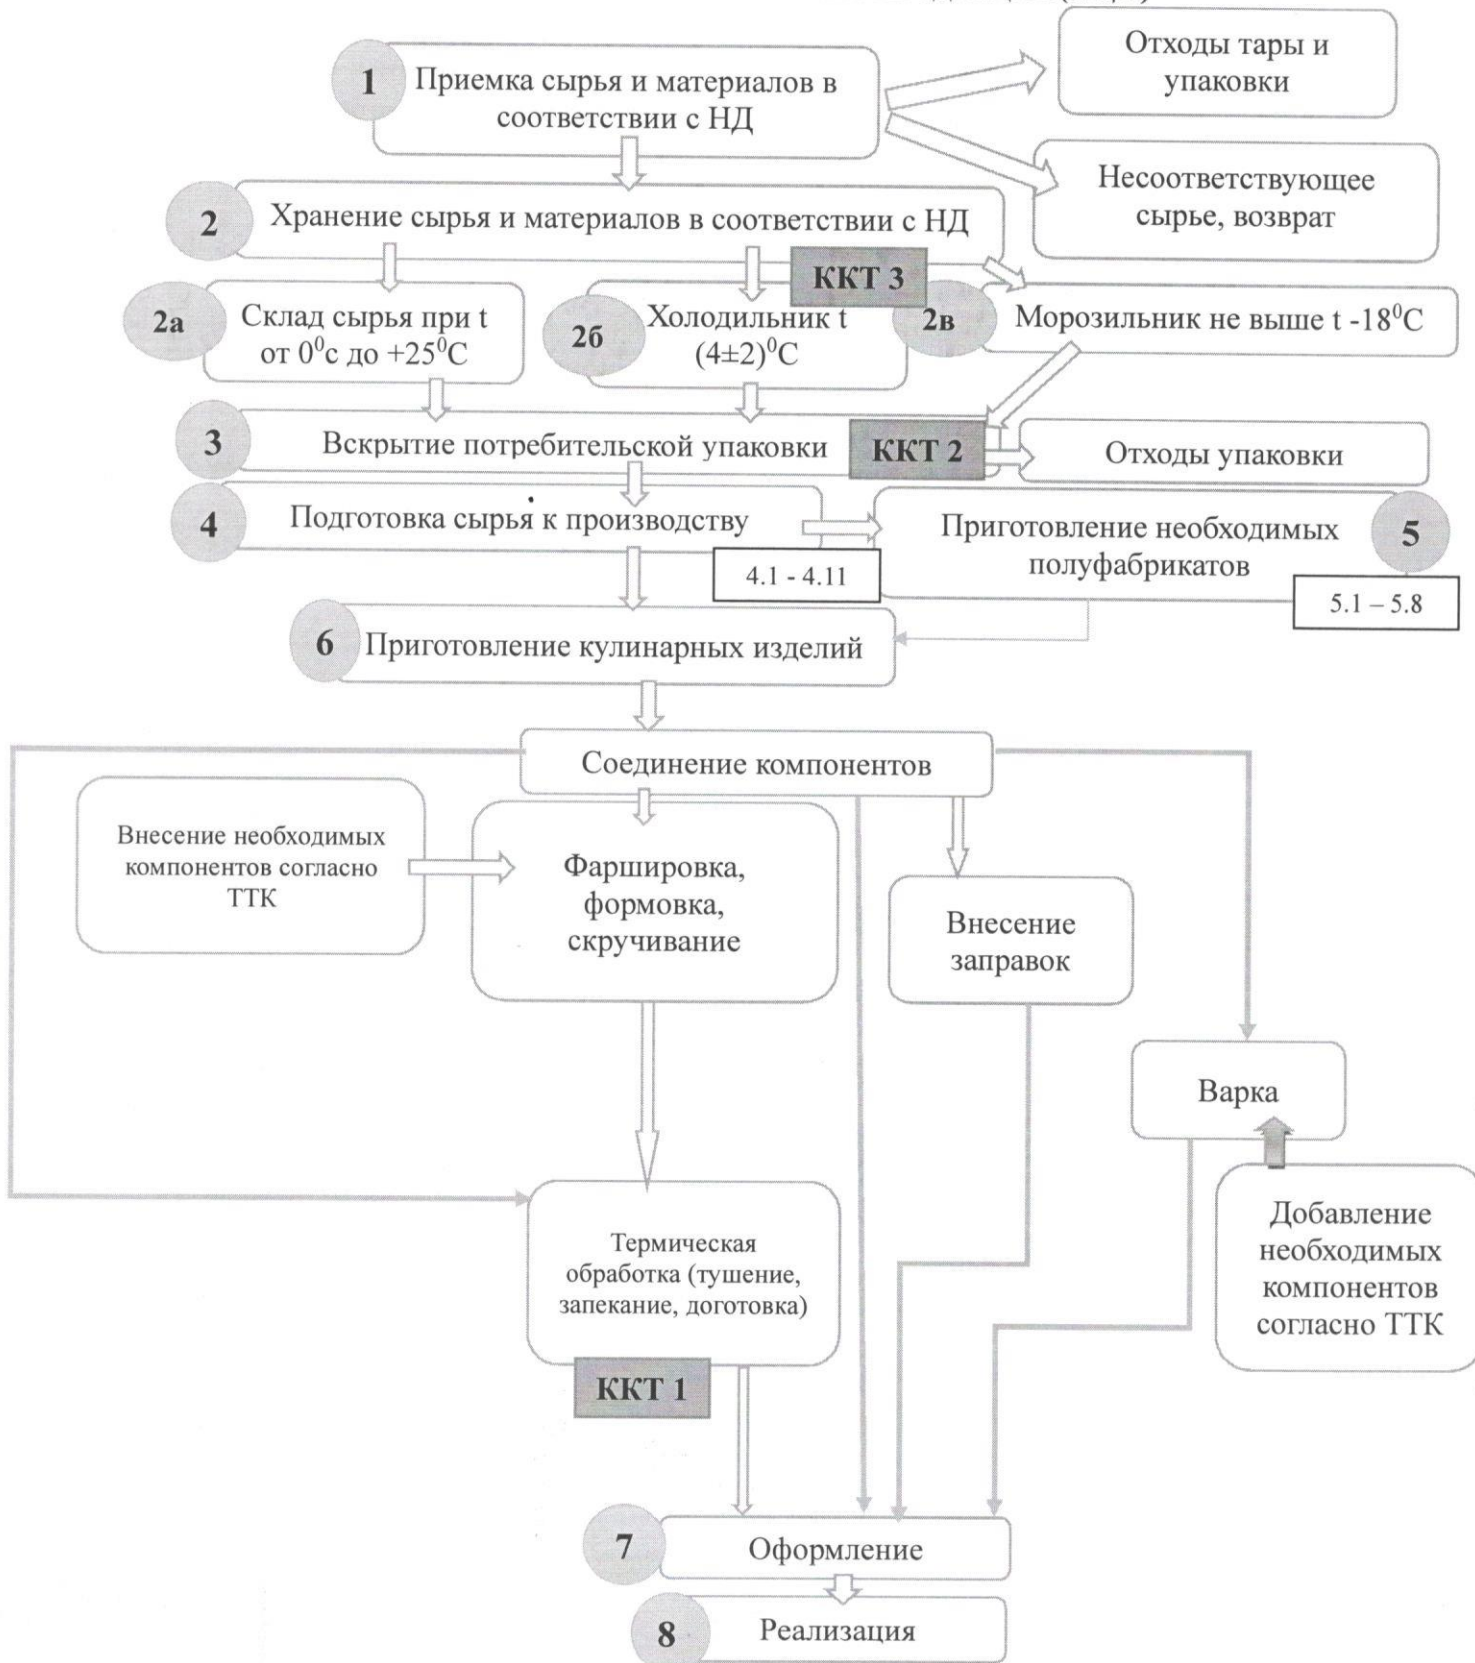 Отходы тары и
упаковки
1
Приемка сырья и материалов в
соответствии с НД
Несоответствующее
сырье, возврат
2
Хранение сырья и материалов в соответствии с НД
ККТ 3
2а
Склад сырья при t
от 0⁰с до +25⁰С
2б
Холодильник t
(4±2)⁰С
2в
Морозильник не выше t -18⁰С
3
Вскрытие потребительской упаковки
ККТ 2
Отходы упаковки
4
Подготовка сырья к производству
4.1 - 4.11
Приготовление необходимых
полуфабрикатов
5
5.1 – 5.8
6
Приготовление кулинарных изделий
Соединение компонентов
Внесение необходимых
компонентов согласно
ТТК
Фаршировка,
формовка,
скручивание
Внесение
заправок
Варка
Добавление
необходимых
компонентов
согласно ТТК
Термическая
обработка (тушение,
запекание, доготовка)
ККТ 1
7
Оформление
8
Реализация